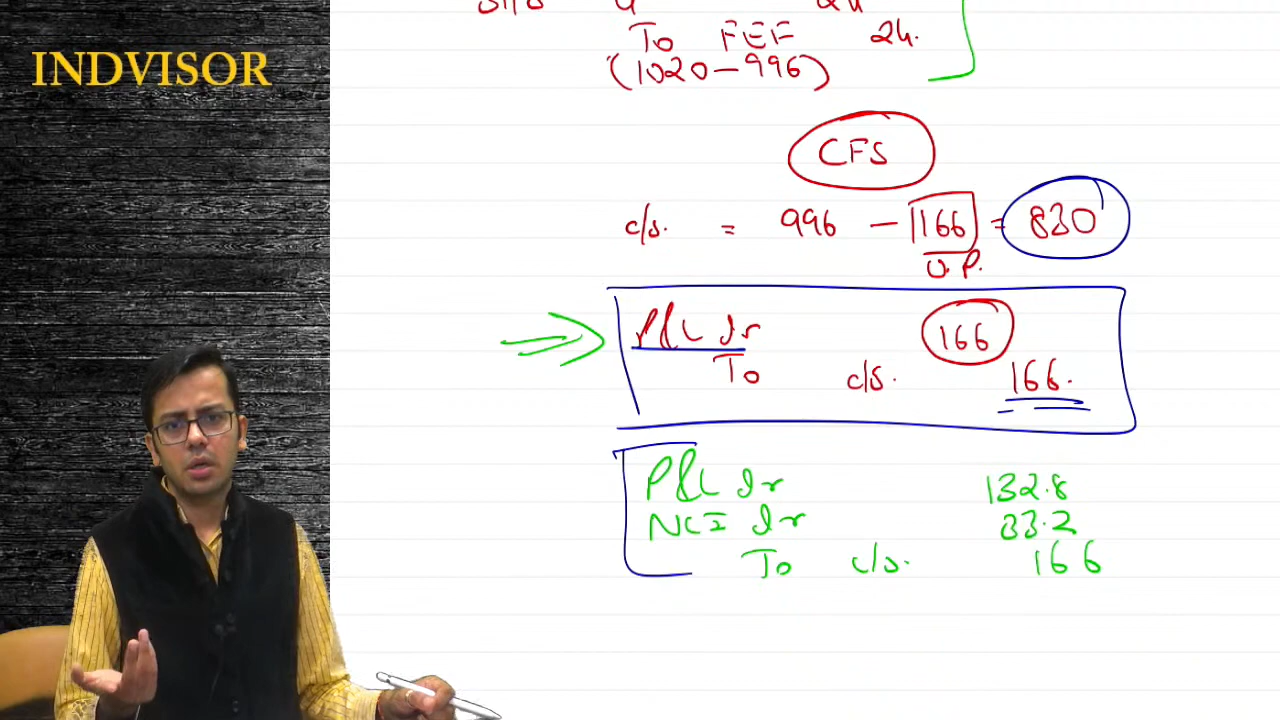 INDVISOR
To FEF 24.
(1020-996)
CFS
c/s. = 996 - 166 = 830
U.P.
P&L Dr 166
To c/s. 166.
P&L Dr 132.8
NCI Dr 33.2
To c/s. 166